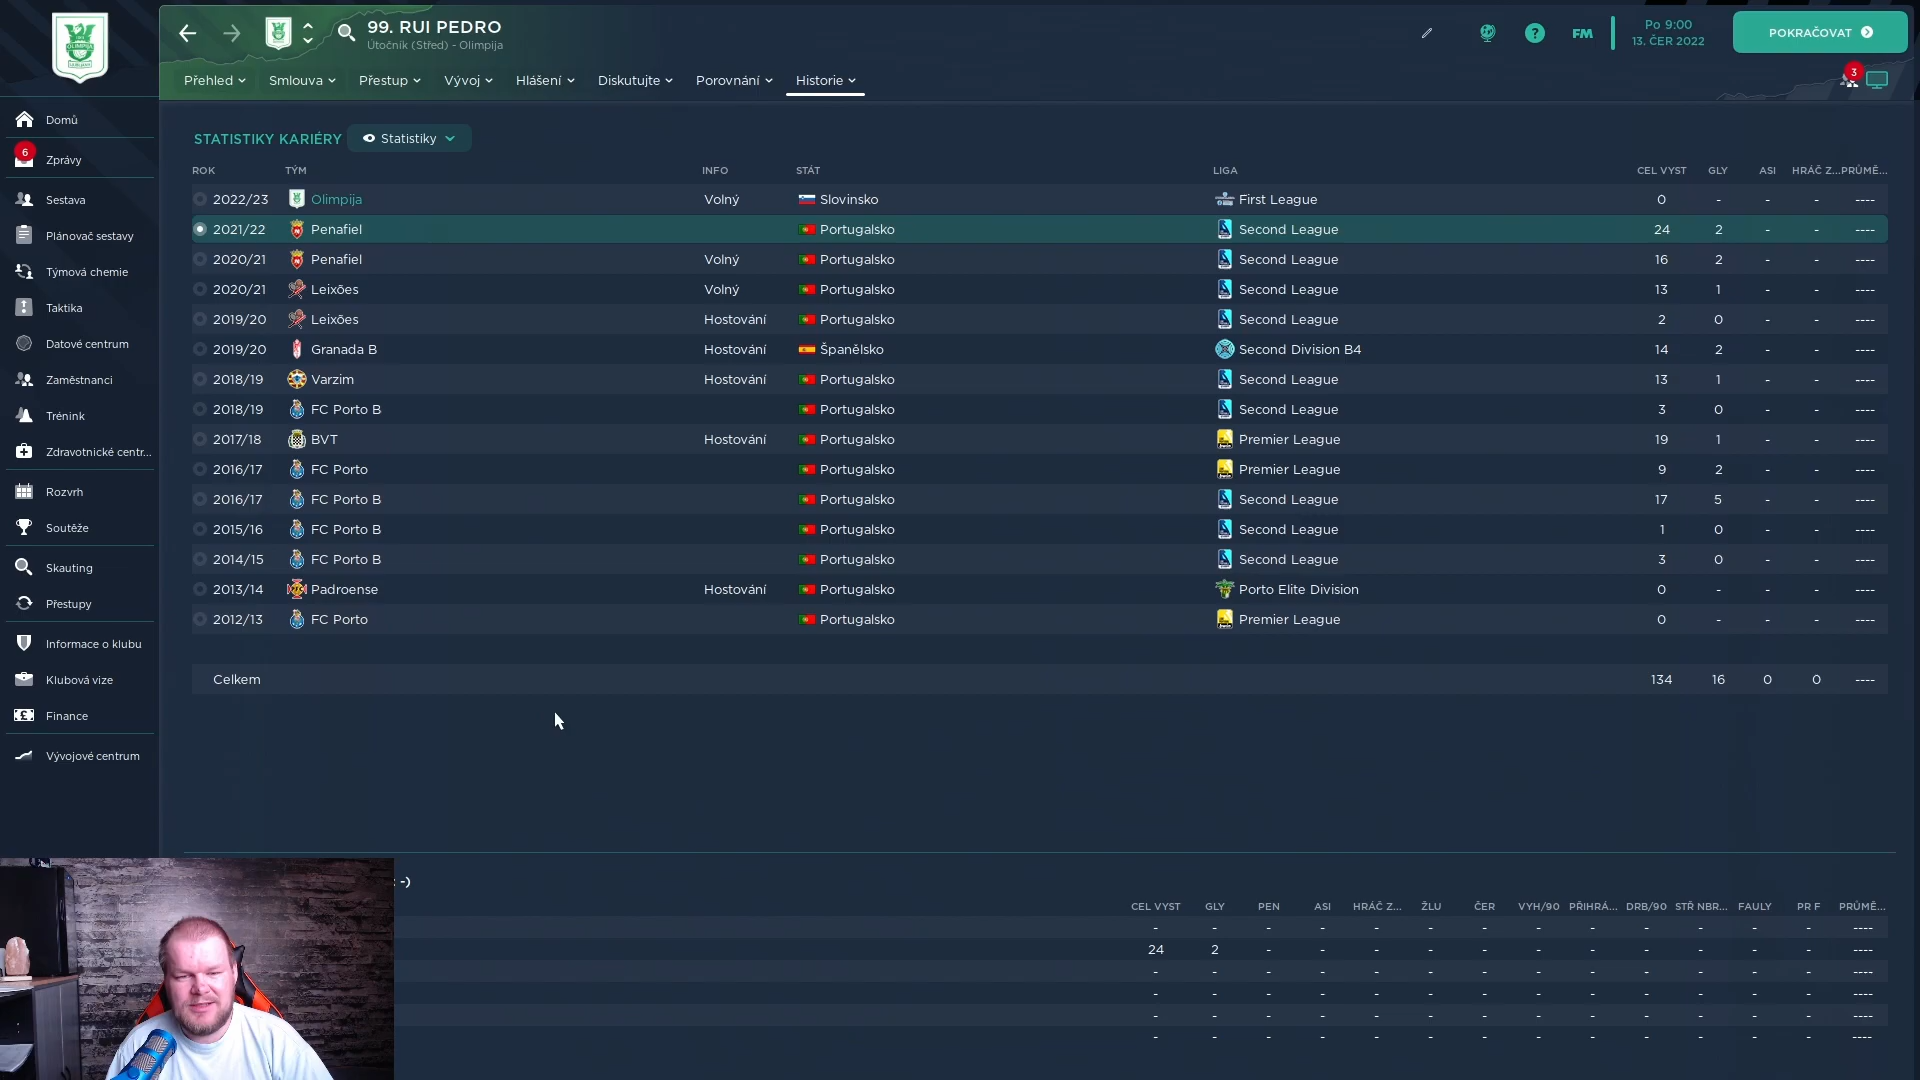 99. RUI PEDRO
Útočník (Střed) - Olimpija
Po 9:00
13. ČER 2022
POKRAČOVAT
FM
Přehled
Smlouva
Přestup
Vývoj
Hlášení
Diskutujte
Porovnání
Historie
3
Domů
6
Zprávy
Sestava
Plánovač sestavy
Týmová chemie
Taktika
Datové centrum
Zaměstnanci
Trénink
Zdravotnické centr...
Rozvrh
Soutěže
Skauting
Přestupy
Informace o klubu
Klubová vize
Finance
Vývojové centrum
STATISTIKY KARIÉRY Statistiky
ROK TÝM INFO STÁT LIGA CEL VYST GLY ASI HRÁČ Z... PRŮMĚ...
2022/23 Olimpija Volný Slovinsko First League 0 - - - ----
2021/22 Penafiel Portugalsko Second League 24 2 - - ----
2020/21 Penafiel Volný Portugalsko Second League 16 2 - - ----
2020/21 Leixões Volný Portugalsko Second League 13 1 - - ----
2019/20 Leixões Hostování Portugalsko Second League 2 0 - - ----
2019/20 Granada B Hostování Španělsko Second Division B4 14 2 - - ----
2018/19 Varzim Hostování Portugalsko Second League 13 1 - - ----
2018/19 FC Porto B Portugalsko Second League 3 0 - - ----
2017/18 BVT Hostování Portugalsko Premier League 19 1 - - ----
2016/17 FC Porto Portugalsko Premier League 9 2 - - ----
2016/17 FC Porto B Portugalsko Second League 17 5 - - ----
2015/16 FC Porto B Portugalsko Second League 1 0 - - ----
2014/15 FC Porto B Portugalsko Second League 3 0 - - ----
2013/14 Padroense Hostování Portugalsko Porto Elite Division 0 - - - ----
2012/13 FC Porto Portugalsko Premier League 0 - - - ----
Celkem 134 16 0 0 ----
: -)
CEL VYST GLY PEN ASI HRÁČ Z... ŽLU ČER VYH/90 PŘIHRÁ... DRB/90 STŘ NBR... FAULY PR F PRŮMĚ...
- - - - - - - - - - - - - ----
24 2 - - - - - - - - - - - ----
- - - - - - - - - - - - - ----
- - - - - - - - - - - - - ----
- - - - - - - - - - - - - ----
- - - - - - - - - - - - - ----